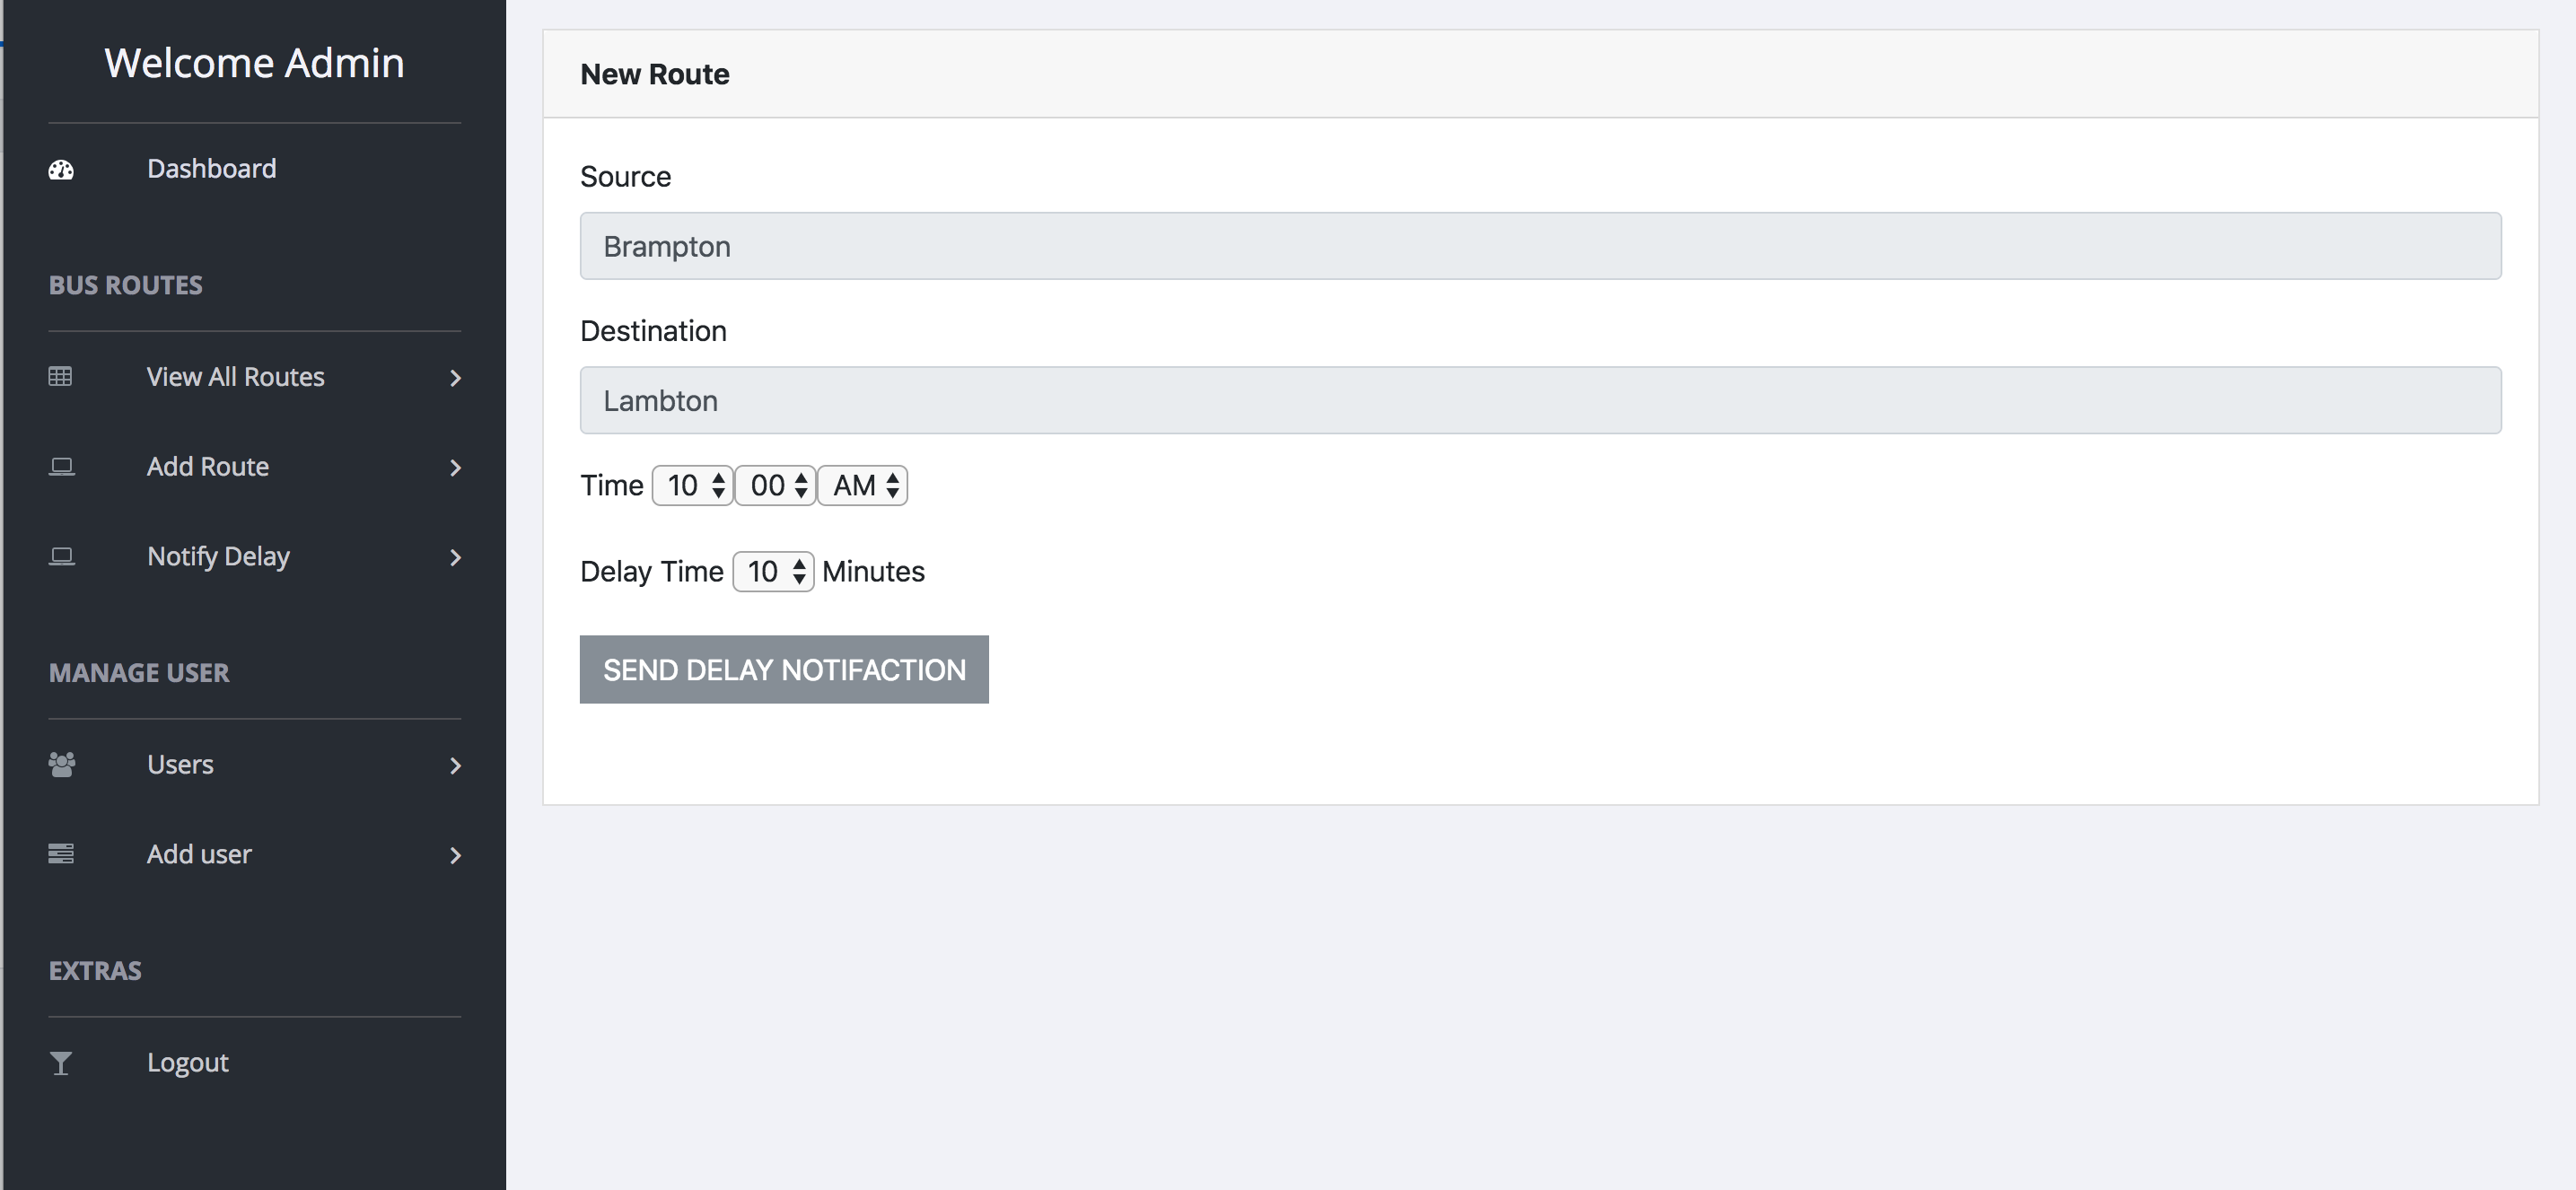 Welcome Admin
Dashboard
BUS ROUTES
View All Routes
Add Route
Notify Delay
MANAGE USER
Users
Add user
EXTRAS
Logout
New Route
Source
Brampton
Destination
Lambton
Time 10 00 AM
Delay Time 10 Minutes
SEND DELAY NOTIFACTION